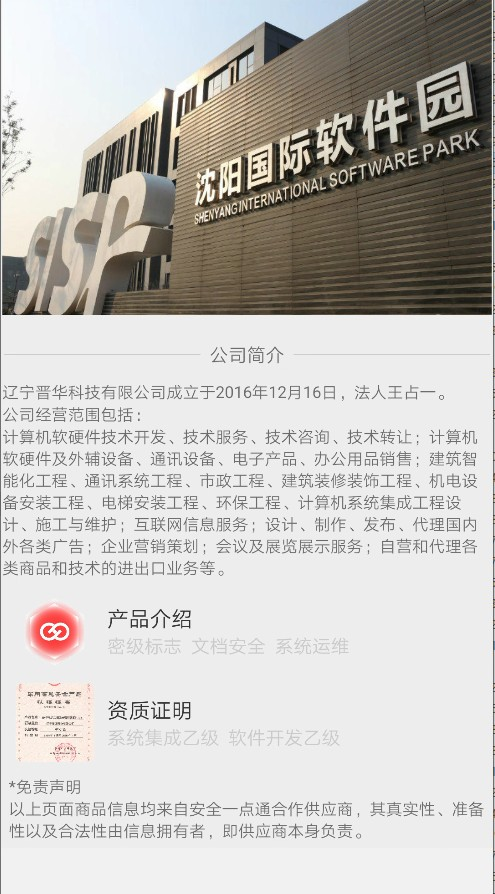 沈阳国际软件园
SHENYANG INTERNATIONAL SOFTWARE PARK
SISP
公司简介
辽宁晋华科技有限公司成立于2016年12月16日，法人王占一。
公司经营范围包括：
计算机软硬件技术开发、技术服务、技术咨询、技术转让；计算机
软硬件及外辅设备、通讯设备、电子产品、办公用品销售；建筑智
能化工程、通讯系统工程、市政工程、建筑装修装饰工程、机电设
备安装工程、电梯安装工程、环保工程、计算机系统集成工程设
计、施工与维护；互联网信息服务；设计、制作、发布、代理国内
外各类广告；企业营销策划；会议及展览展示服务；自营和代理各
类商品和技术的进出口业务等。
产品介绍
密级标志 文档安全 系统运维
资质证明
系统集成乙级 软件开发乙级
*免责声明
以上页面商品信息均来自安全一点通合作供应商，其真实性、准备
性以及合法性由信息拥有者，即供应商本身负责。